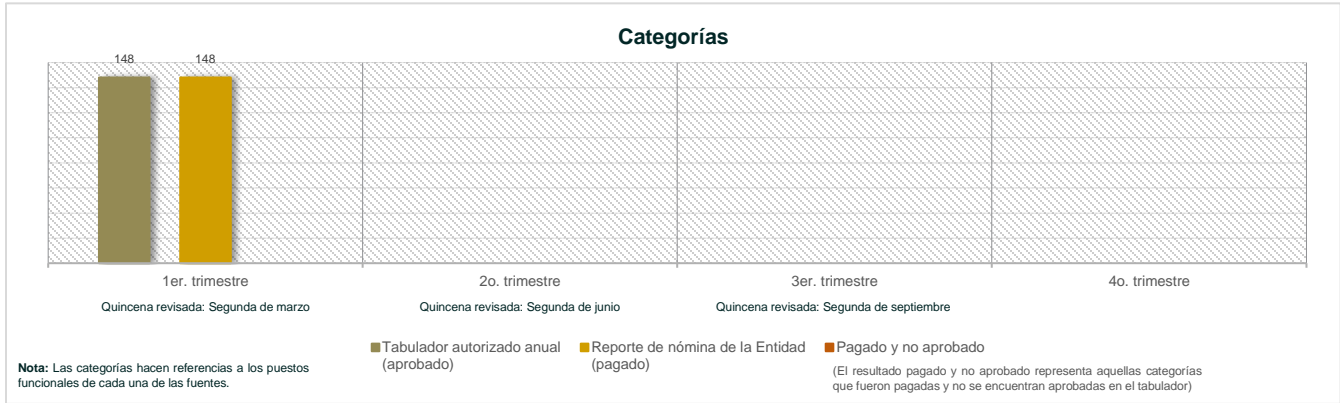 Categorías
148 148
1er. trimestre 2o. trimestre 3er. trimestre 4o. trimestre
Quincena revisada: Segunda de marzo Quincena revisada: Segunda de junio Quincena revisada: Segunda de septiembre
Tabulador autorizado anual
(aprobado)
Reporte de nómina de la Entidad
(pagado)
Pagado y no aprobado
Nota: Las categorías hacen referencias a los puestos
funcionales de cada una de las fuentes.
(El resultado pagado y no aprobado representa aquellas categorías
que fueron pagadas y no se encuentran aprobadas en el tabulador)